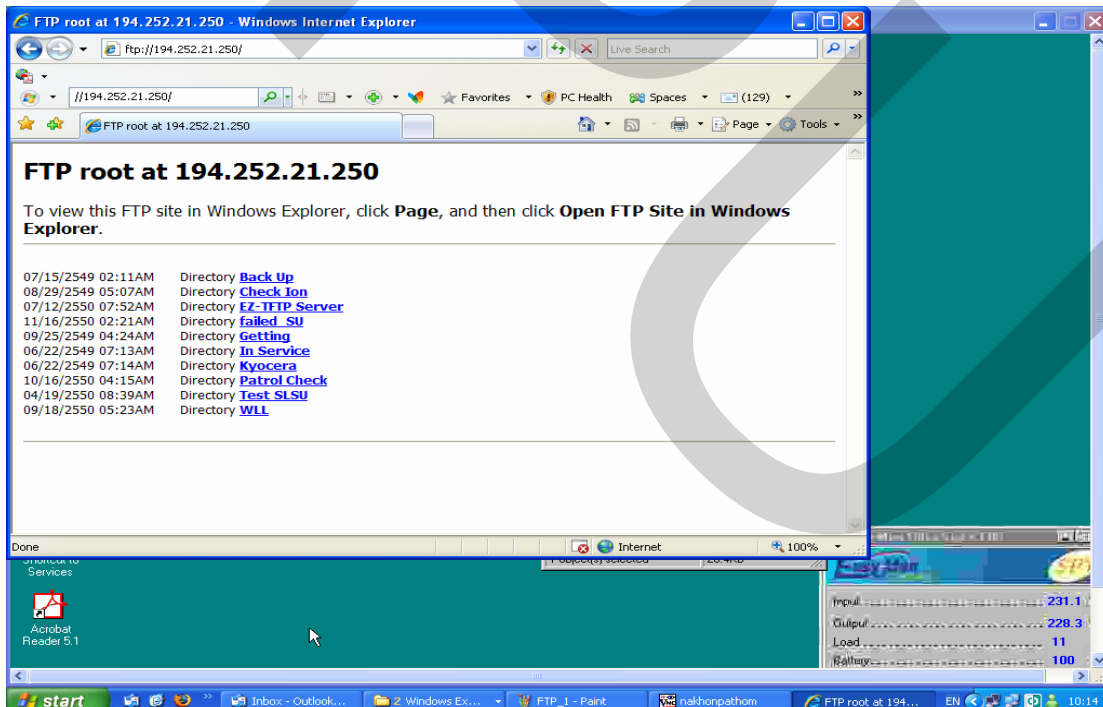 FTP root at 194.252.21.250 - Windows Internet Explorer
ftp://194.252.21.250/
Live Search
//194.252.21.250/
Favorites
PC Health
Spaces
(129)
»
FTP root at 194.252.21.250
Page
Tools
»
FTP root at 194.252.21.250
To view this FTP site in Windows Explorer, click Page, and then click Open FTP Site in Windows
Explorer.
07/15/2549 02:11AM Directory Back Up
08/29/2549 05:07AM Directory Check Ion
07/12/2550 07:52AM Directory EZ-TFTP Server
11/16/2550 02:21AM Directory failed SU
09/25/2549 04:24AM Directory Getting
06/22/2549 07:13AM Directory In Service
06/22/2549 07:14AM Directory Kyocera
10/16/2550 04:15AM Directory Patrol Check
04/19/2550 08:39AM Directory Test SLSU
09/18/2550 05:23AM Directory WLL
Done
Internet
100%
Shortcut to
Services
Acrobat
Reader 5.1
1 object(s) selected
Input 231.1
Output 228.3
Load 11
Battery 100
start
»
Inbox - Outlook...
2 Windows Ex...
FTP_1 - Paint
nakhonpathom
FTP root at 194...
EN
10:14